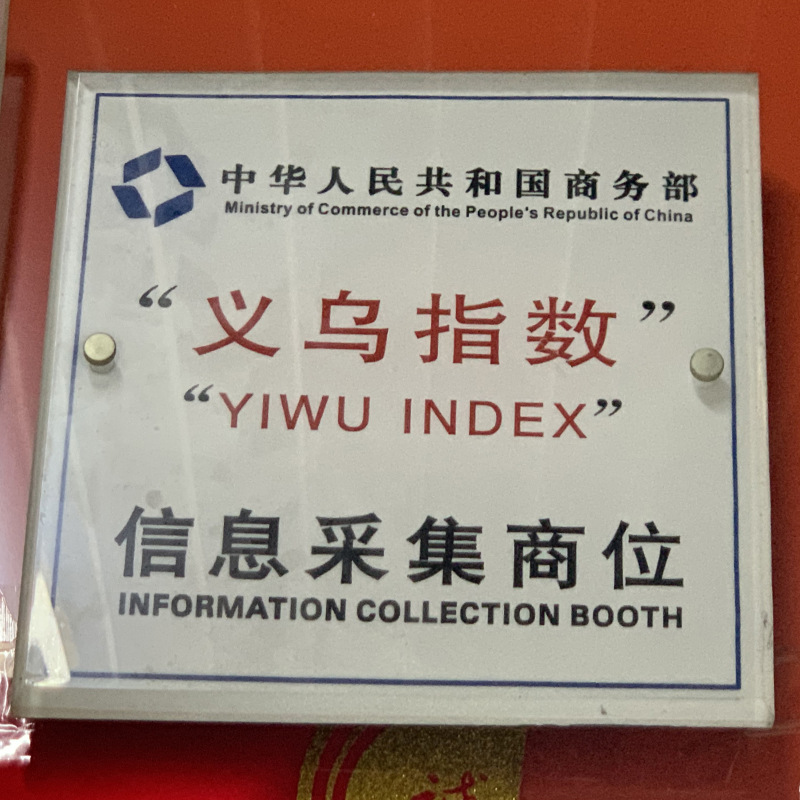 中华人民共和国商务部
Ministry of Commerce of the People's Republic of China
“义乌指数”
“YIWU INDEX”
信息采集商位
INFORMATION COLLECTION BOOTH